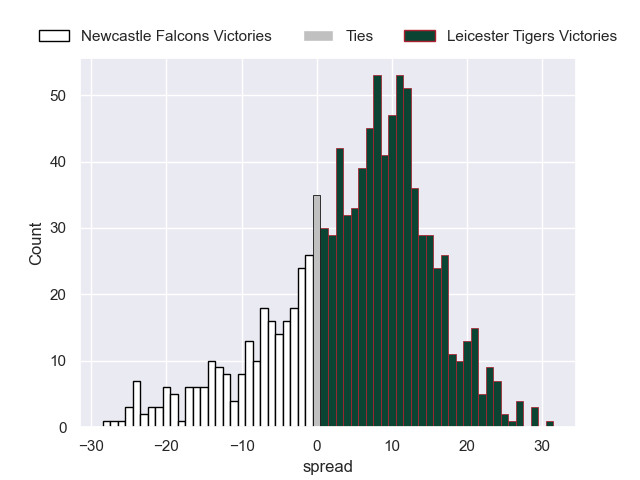 Newcastle Falcons Victories Ties Leicester Tigers Victories
50
40
30
20
10
0
Count
−30 −20 −10 0 10 20 30
spread